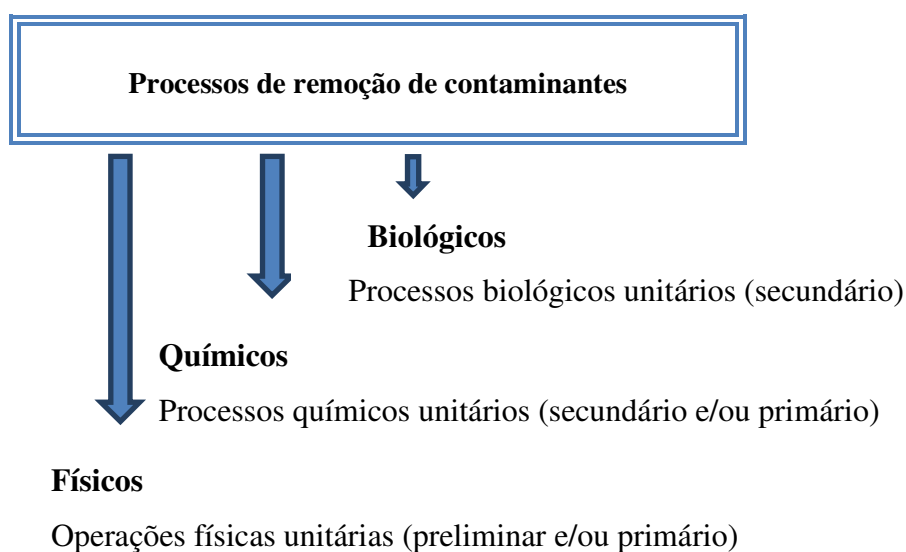 Processos de remoção de contaminantes
Biológicos
Processos biológicos unitários (secundário)
Químicos
Processos químicos unitários (secundário e/ou primário)
Físicos
Operações físicas unitárias (preliminar e/ou primário)